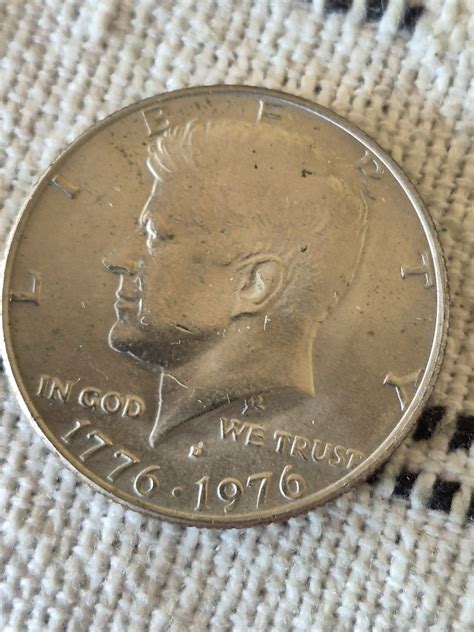 LIBERTY
IN GOD WE TRUST
1776 · 1976